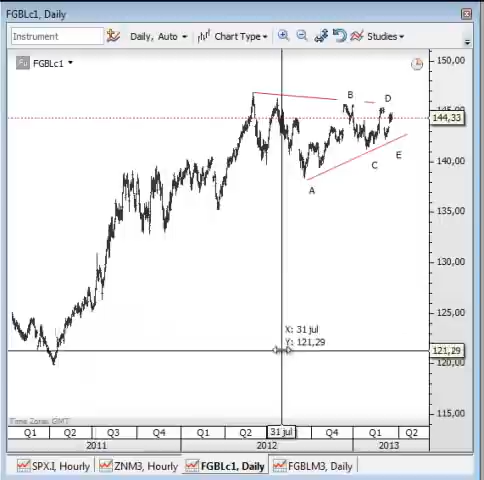 FGBLc1, Daily
Instrument
Daily, Auto
Chart Type
Studies
Fu
FGBLc1
150,00
B
D
145,00
144,33
140,00
E
C
A
135,00
130,00
125,00
X: 31 jul
Y: 121,29
121,29
120,00
115,00
Time Zone: GMT
Q1 Q2 Q3 Q4 Q1 Q2 31 jul Q4 Q1 Q2
2011 2012 2013
SPX.I, Hourly ZNM3, Hourly FGBLc1, Daily FGBLM3, Daily